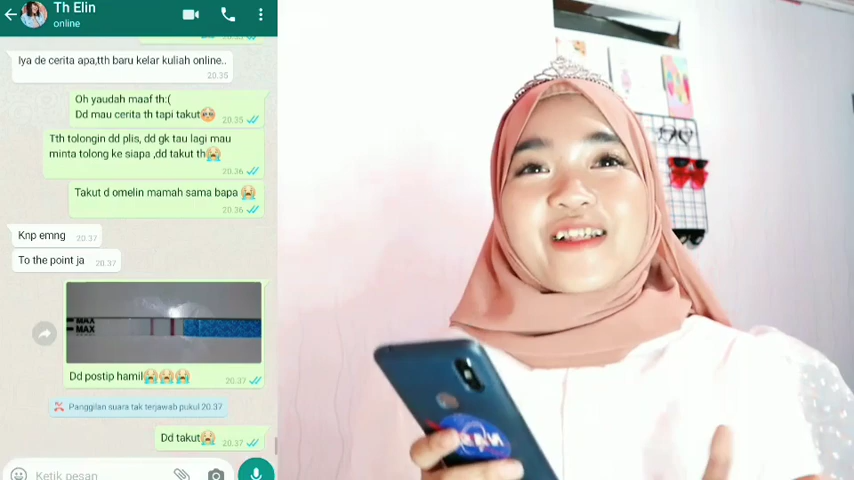 Th Elin
online
Iya de cerita apa,tth baru kelar kuliah online..
20.35
Oh yaudah maaf th:(
Dd mau cerita th tapi takut
20.35
Tth tolongin dd plis, dd gk tau lagi mau
minta tolong ke siapa ,dd takut th
20.36
Takut d omelin mamah sama bapa
20.36
Knp emng
20.37
To the point ja
20.37
MAX
MAX
Dd postip hamil
20.37
Panggilan suara tak terjawab pukul 20.37
Dd takut
20.37
Ketik pesan